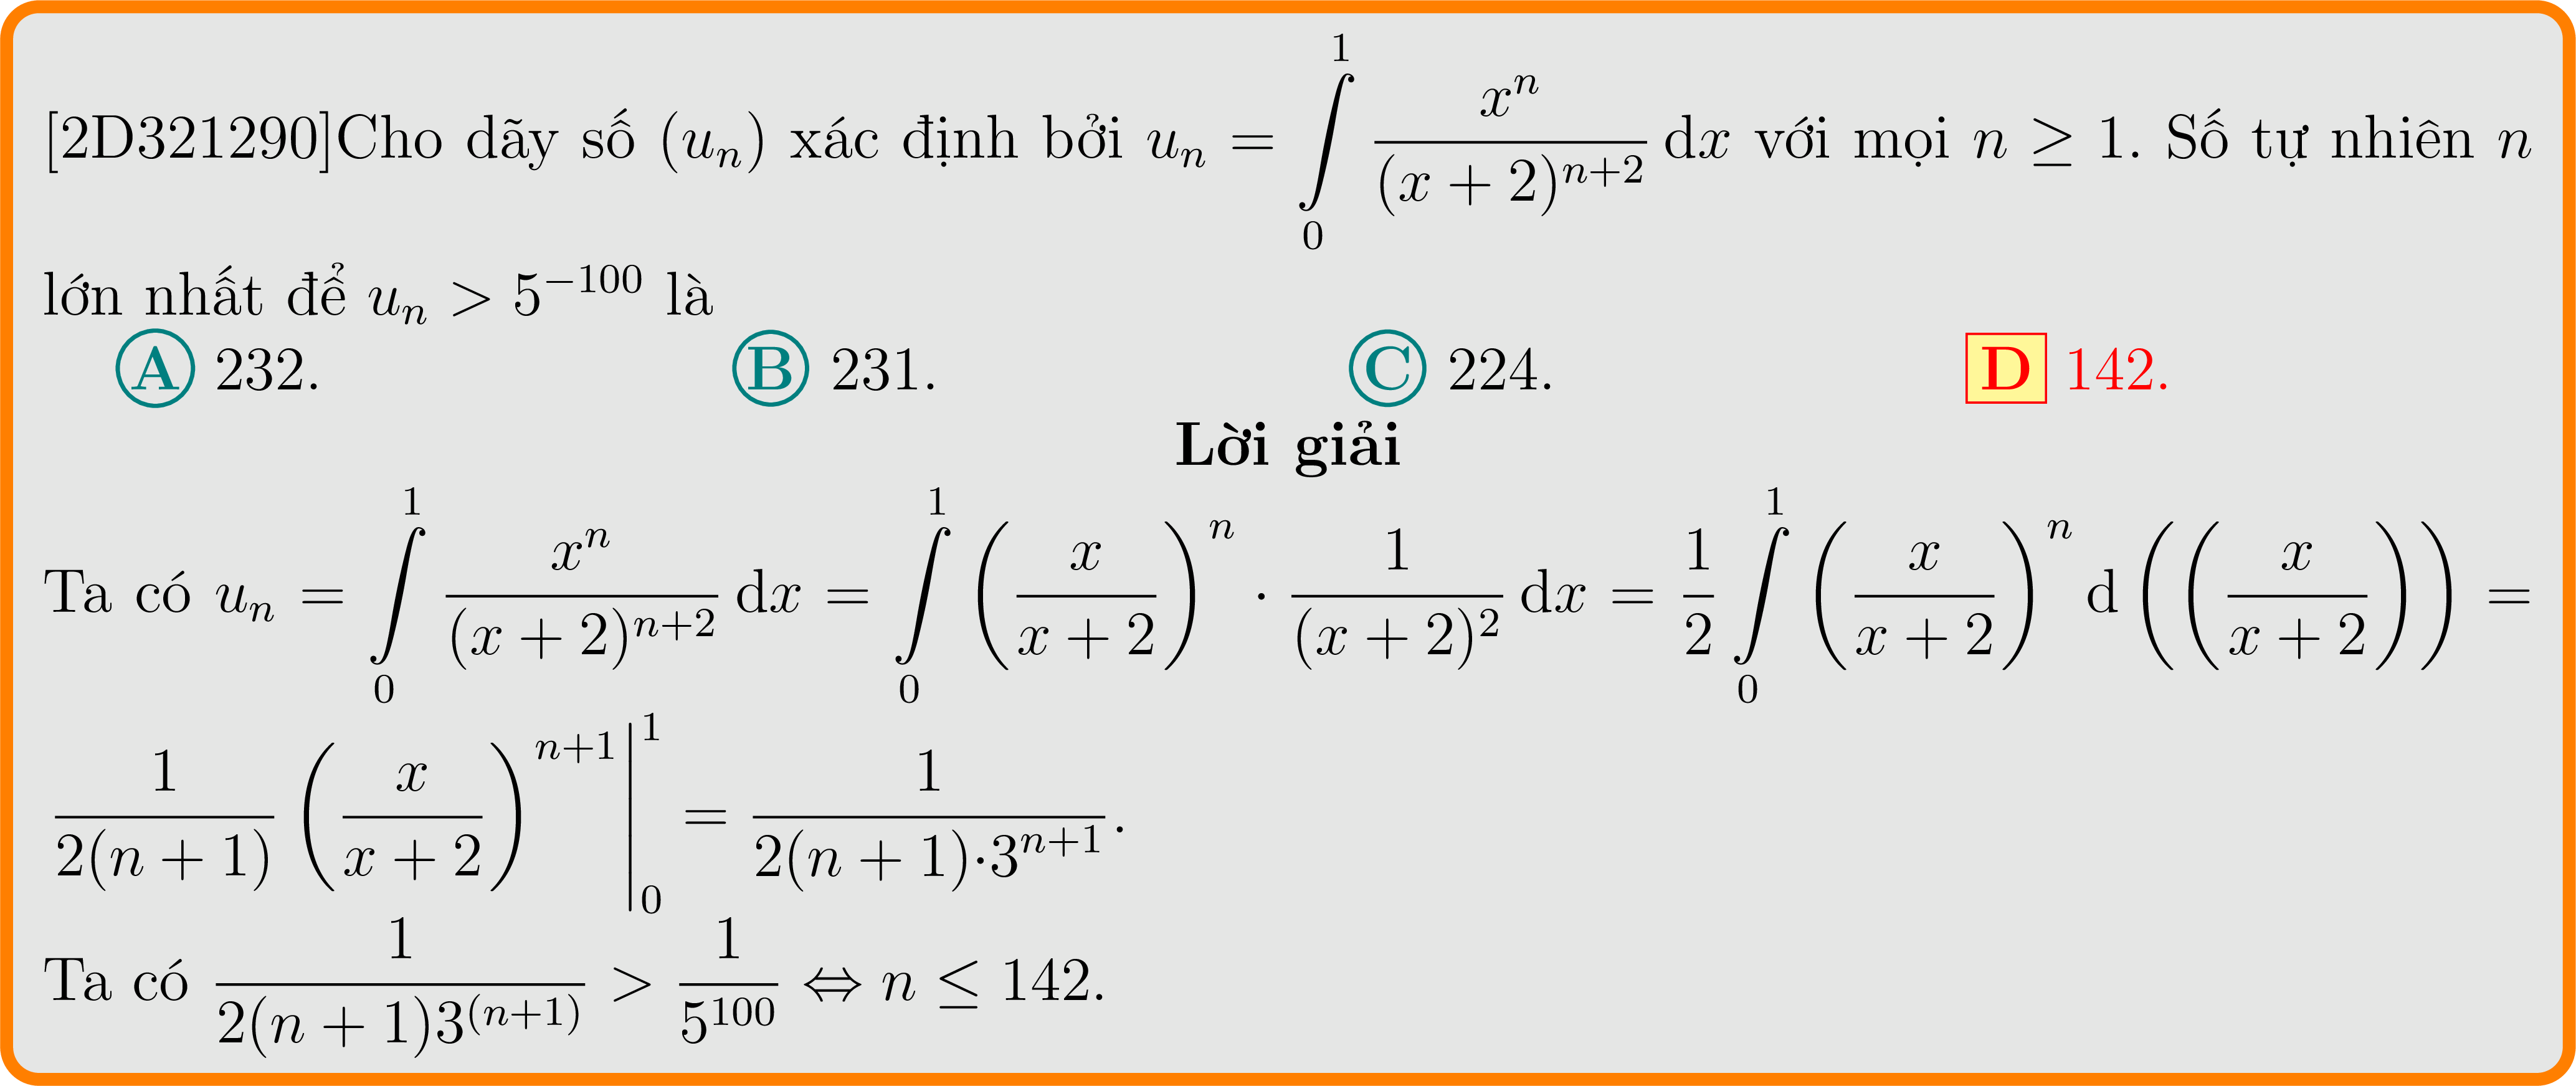 [2D321290]Cho dãy số $(u_n)$ xác định bởi $u_n = \int\limits_0^1 \frac{x^n}{(x+2)^{n+2}} \, \mathrm{d}x$ với mọi $n \geq 1$. Số tự nhiên $n$
lớn nhất để $u_n > 5^{-100}$ là
A 232. B 231. C 224. D 142.
Lời giải
Ta có $u_n = \int\limits_0^1 \frac{x^n}{(x+2)^{n+2}} \, \mathrm{d}x = \int\limits_0^1 \left(\frac{x}{x+2}\right)^n \cdot \frac{1}{(x+2)^2} \, \mathrm{d}x = \frac{1}{2} \int\limits_0^1 \left(\frac{x}{x+2}\right)^n \mathrm{d}\left(\left(\frac{x}{x+2}\right)\right) =$
$\frac{1}{2(n+1)} \left(\frac{x}{x+2}\right)^{n+1} \Big|_0^1 = \frac{1}{2(n+1) \cdot 3^{n+1}}.$
Ta có $\frac{1}{2(n+1)3^{(n+1)}} > \frac{1}{5^{100}} \Leftrightarrow n \leq 142.$